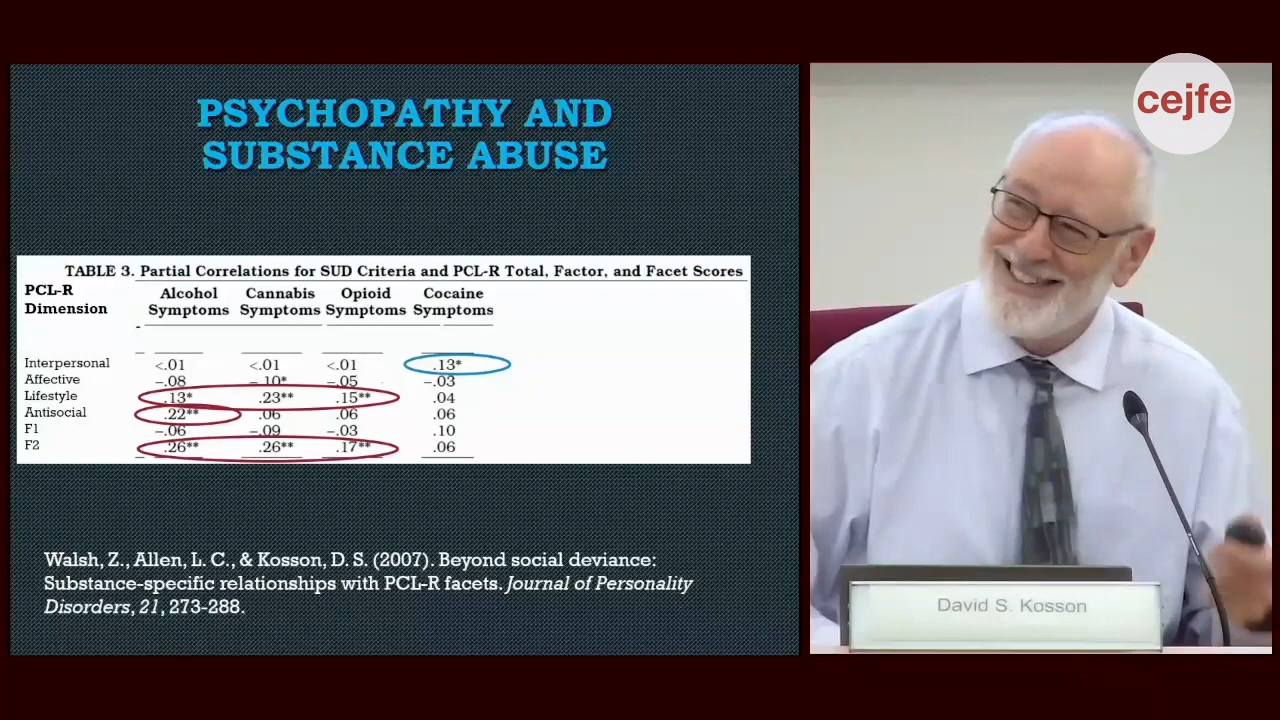 cejfe
PSYCHOPATHY AND
SUBSTANCE ABUSE
TABLE 3. Partial Correlations for SUD Criteria and PCL-R Total, Factor, and Facet Scores
PCL-R Dimension Alcohol Symptoms Cannabis Symptoms Opioid Symptoms Cocaine Symptoms
Interpersonal <.01 <.01 <.01 .13*
Affective –.08 –.10* –.05 –.03
Lifestyle .13* .23** .15** .04
Antisocial .22** .06 .06 .06
F1 –.06 –.09 –.03 .10
F2 .26** .26** .17** .06
Walsh, Z., Allen, L. C., & Kosson, D. S. (2007). Beyond social deviance:
Substance-specific relationships with PCL-R facets. Journal of Personality
Disorders, 21, 273-288.
David S. Kosson